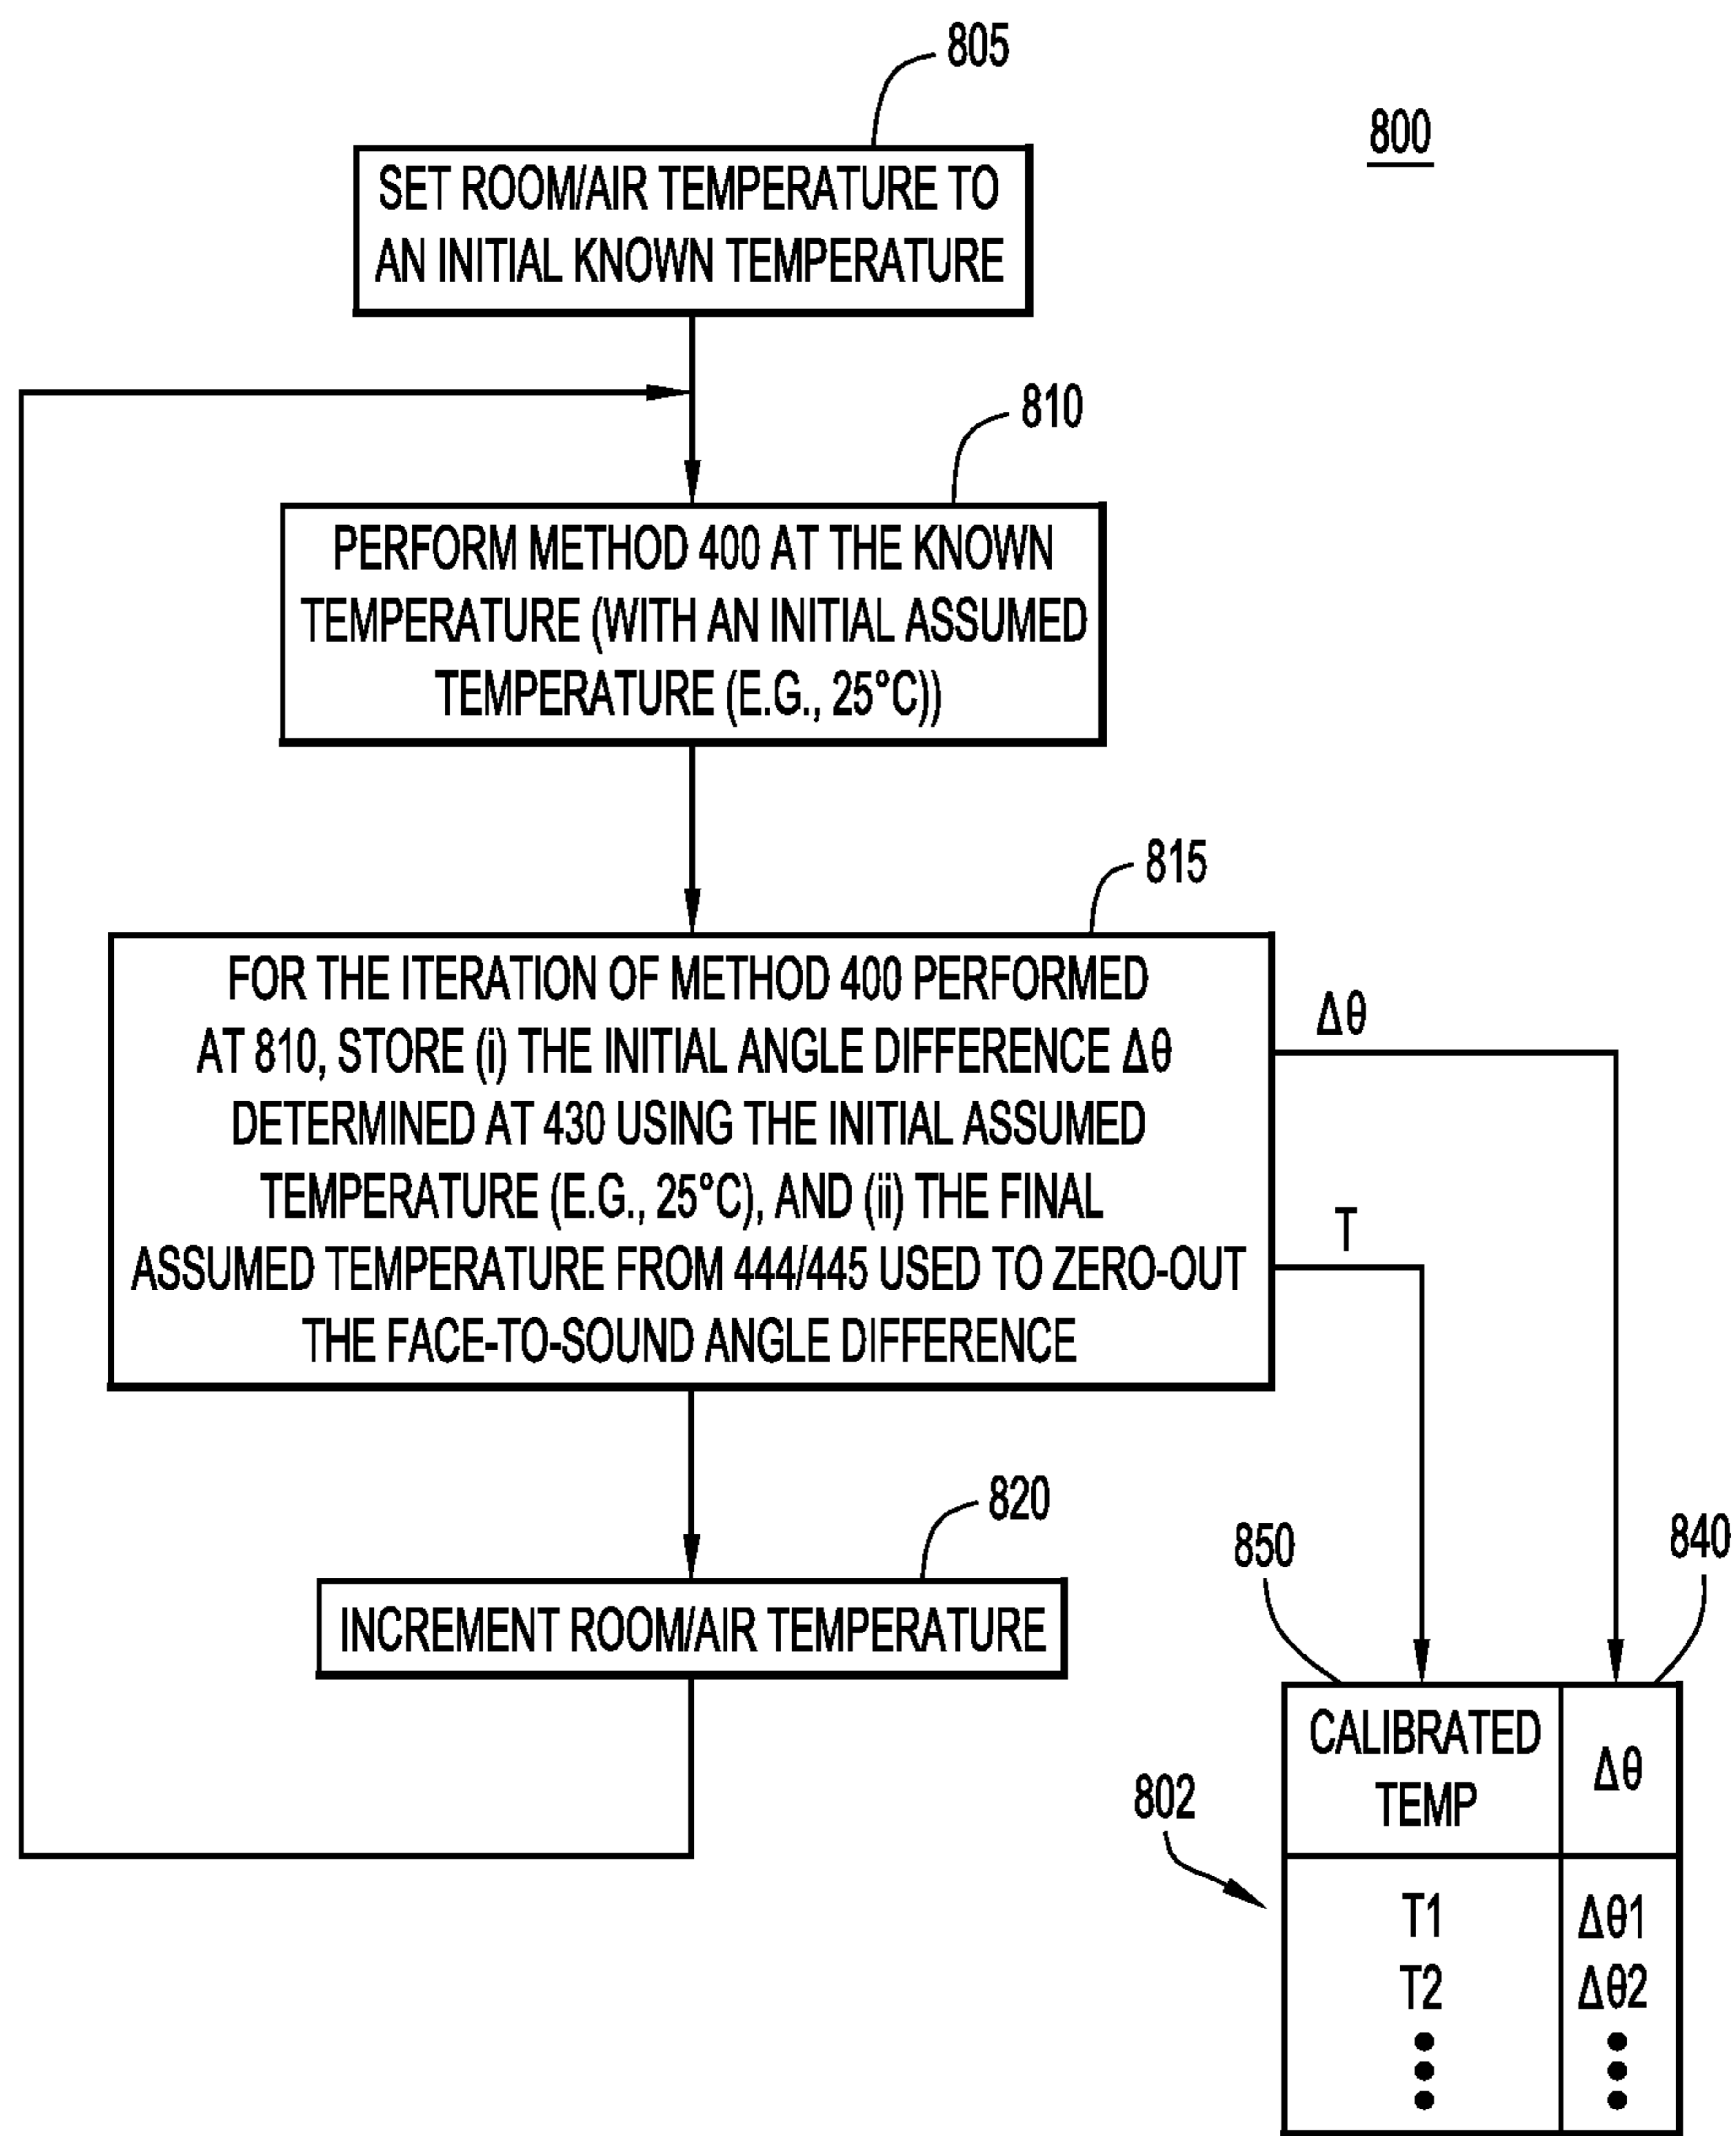 805
800
SET ROOM/AIR TEMPERATURE TO
AN INITIAL KNOWN TEMPERATURE
810
PERFORM METHOD 400 AT THE KNOWN
TEMPERATURE (WITH AN INITIAL ASSUMED
TEMPERATURE (E.G., 25°C))
815
FOR THE ITERATION OF METHOD 400 PERFORMED
AT 810, STORE (i) THE INITIAL ANGLE DIFFERENCE Δθ
DETERMINED AT 430 USING THE INITIAL ASSUMED
TEMPERATURE (E.G., 25°C), AND (ii) THE FINAL
ASSUMED TEMPERATURE FROM 444/445 USED TO ZERO-OUT
THE FACE-TO-SOUND ANGLE DIFFERENCE
Δθ
T
820
INCREMENT ROOM/AIR TEMPERATURE
850
840
802
CALIBRATED
TEMP
Δθ
T1 Δθ1
T2 Δθ2